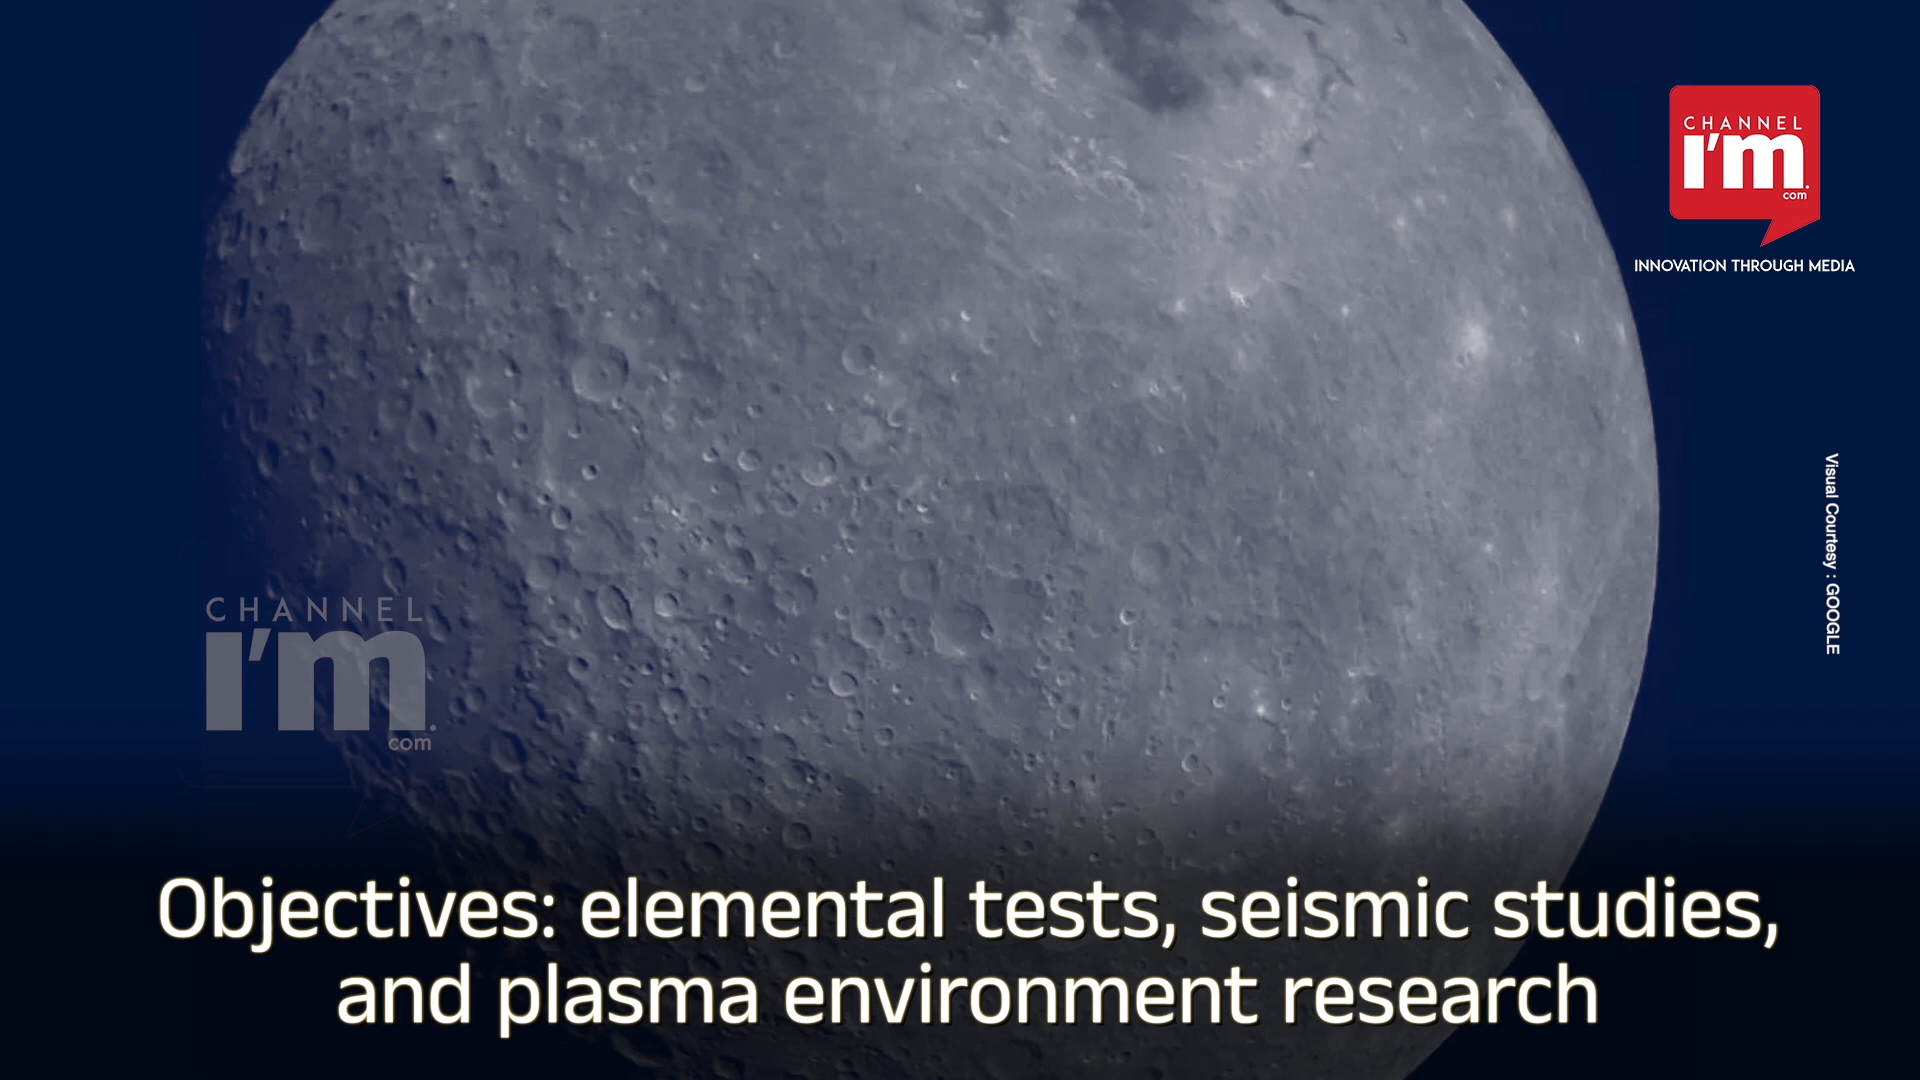 CHANNEL
I'm.
com
INNOVATION THROUGH MEDIA
Visual Courtesy : GOOGLE
CHANNEL
I'm.
com
Objectives: elemental tests, seismic studies,
and plasma environment research